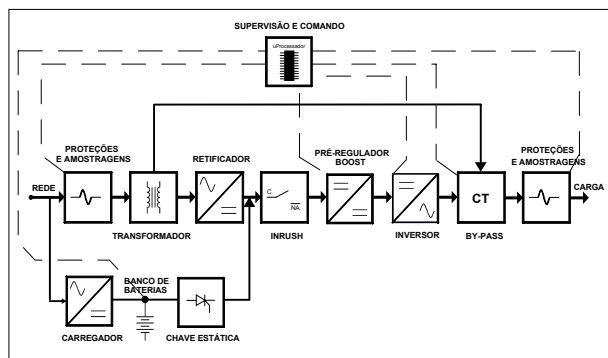 SUPERVISÃO E COMANDO
uProcessador
PROTEÇÕES
E AMOSTRAGENS
RETIFICADOR
PRÉ-REGULADOR
BOOST
PROTEÇÕES
E AMOSTRAGENS
REDE
C
NA
CT
CARGA
TRANSFORMADOR
INRUSH
INVERSOR
BY-PASS
BANCO DE
BATERIAS
CARREGADOR
CHAVE ESTÁTICA